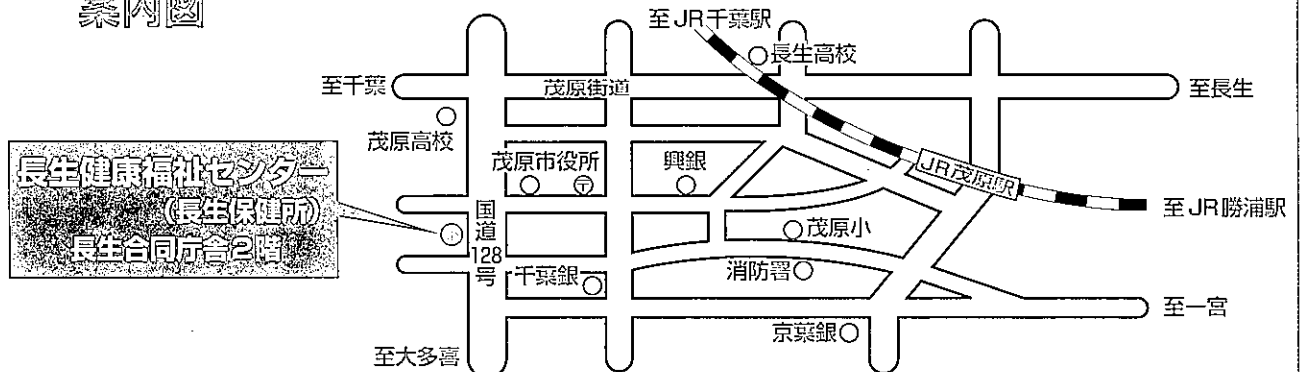 案内図
至JR千葉駅
長生高校
至千葉
茂原街道
至長生
茂原高校
長生健康福祉センター
(長生保健所)
長生合同庁舎2階
茂原市役所
〒
興銀
JR茂原駅
至JR勝浦駅
国道128号
茂原小
千葉銀
消防署
至一宮
京葉銀
至大多喜